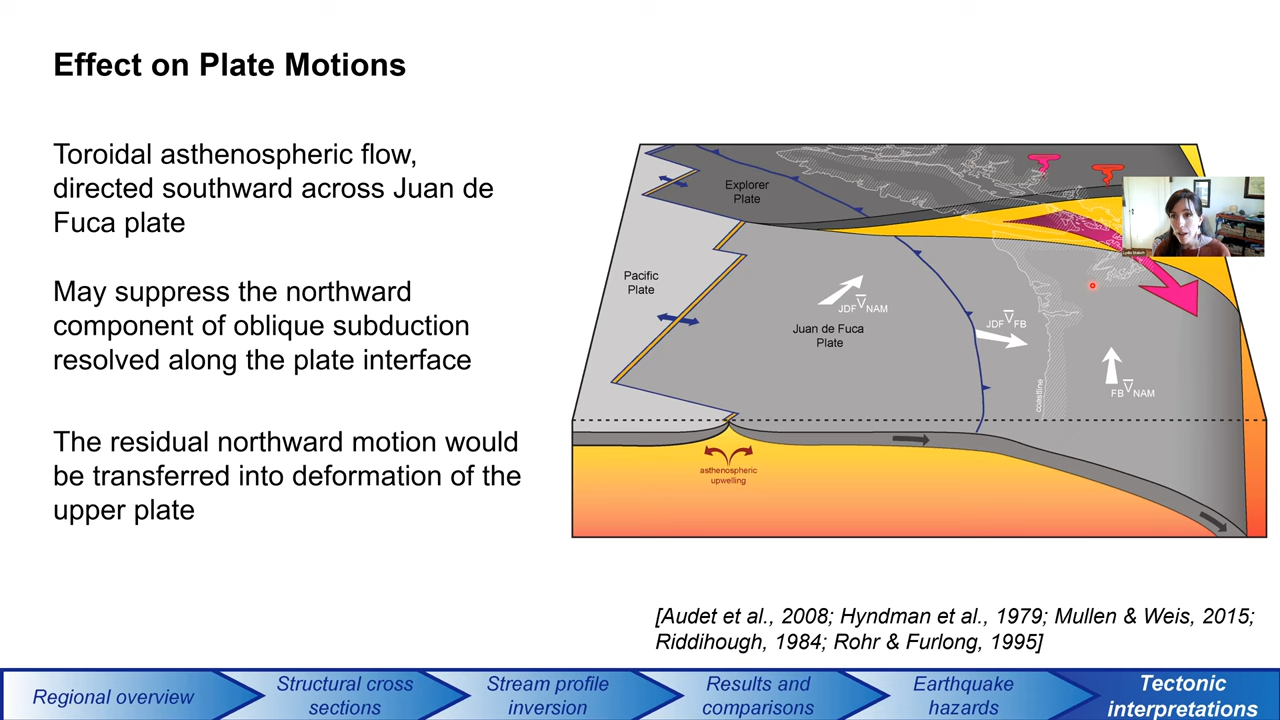 Effect on Plate Motions
Toroidal asthenospheric flow,
directed southward across Juan de
Fuca plate
May suppress the northward
component of oblique subduction
resolved along the plate interface
The residual northward motion would
be transferred into deformation of the
upper plate
Explorer
Plate
Pacific
Plate
JDF V NAM
Juan de Fuca
Plate
JDF V FB
FB V NAM
coastline
asthenospheric
upwelling
[Audet et al., 2008; Hyndman et al., 1979; Mullen & Weis, 2015;
Riddihough, 1984; Rohr & Furlong, 1995]
Regional overview
Structural cross
sections
Stream profile
inversion
Results and
comparisons
Earthquake
hazards
Tectonic
interpretations